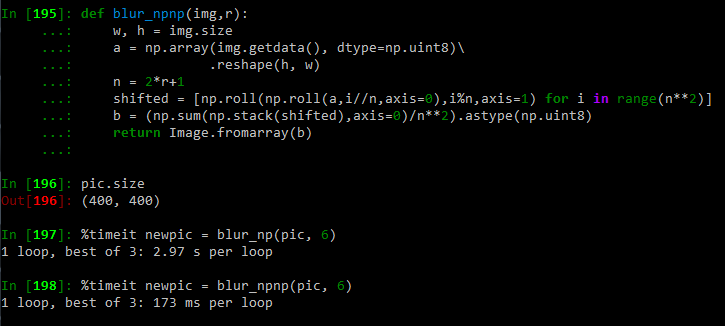 In [195]: def blur_npnp(img,r):
     ...:     w, h = img.size
     ...:     a = np.array(img.getdata(), dtype=np.uint8)\
     ...:                 .reshape(h, w)
     ...:     n = 2*r+1
     ...:     shifted = [np.roll(np.roll(a,i//n,axis=0),i%n,axis=1) for i in range(n**2)]
     ...:     b = (np.sum(np.stack(shifted),axis=0)/n**2).astype(np.uint8)
     ...:     return Image.fromarray(b)
     ...:
In [196]: pic.size
Out[196]: (400, 400)
In [197]: %timeit newpic = blur_np(pic, 6)
1 loop, best of 3: 2.97 s per loop
In [198]: %timeit newpic = blur_npnp(pic, 6)
1 loop, best of 3: 173 ms per loop